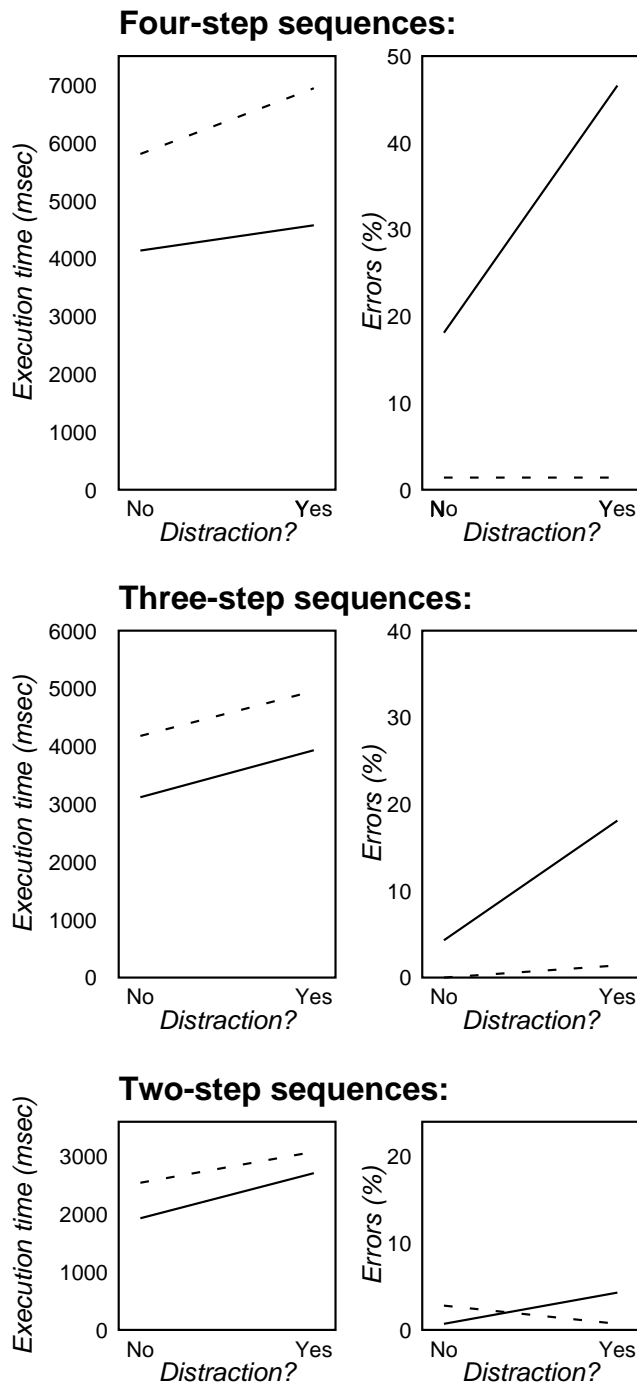 Four-step sequences:
Execution time (msec)
7000
6000
5000
4000
3000
2000
1000
0
No Yes
Distraction?
Errors (%)
50
40
30
20
10
0
No Yes
Distraction?
Three-step sequences:
Execution time (msec)
6000
5000
4000
3000
2000
1000
0
No Yes
Distraction?
Errors (%)
40
30
20
10
0
No Yes
Distraction?
Two-step sequences:
Execution time (msec)
3000
2000
1000
0
No Yes
Distraction?
Errors (%)
20
10
0
No Yes
Distraction?